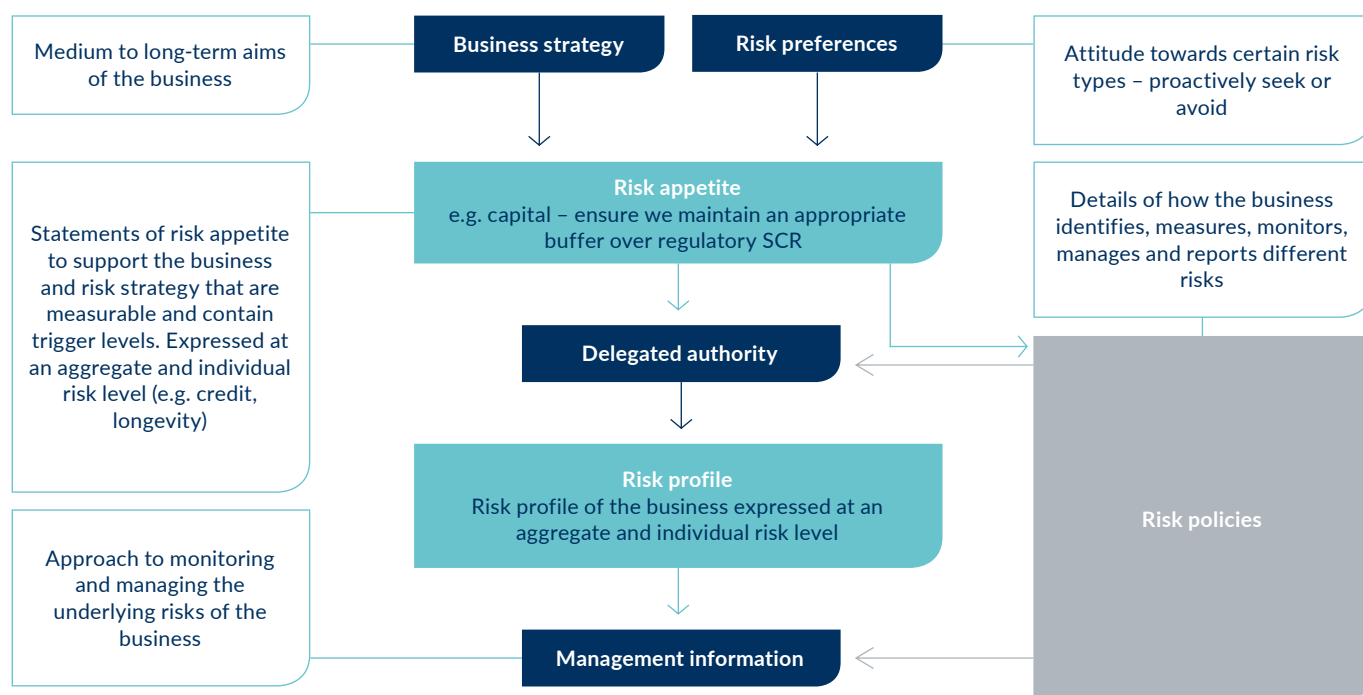 Medium to long-term aims
of the business
Business strategy
Risk preferences
Attitude towards certain risk
types – proactively seek or
avoid
Risk appetite
e.g. capital – ensure we maintain an appropriate
buffer over regulatory SCR
Statements of risk appetite
to support the business
and risk strategy that are
measurable and contain
trigger levels. Expressed at
an aggregate and individual
risk level (e.g. credit,
longevity)
Details of how the business
identifies, measures, monitors,
manages and reports different
risks
Delegated authority
Risk profile
Risk profile of the business expressed at an
aggregate and individual risk level
Risk policies
Approach to monitoring
and managing the
underlying risks of the
business
Management information